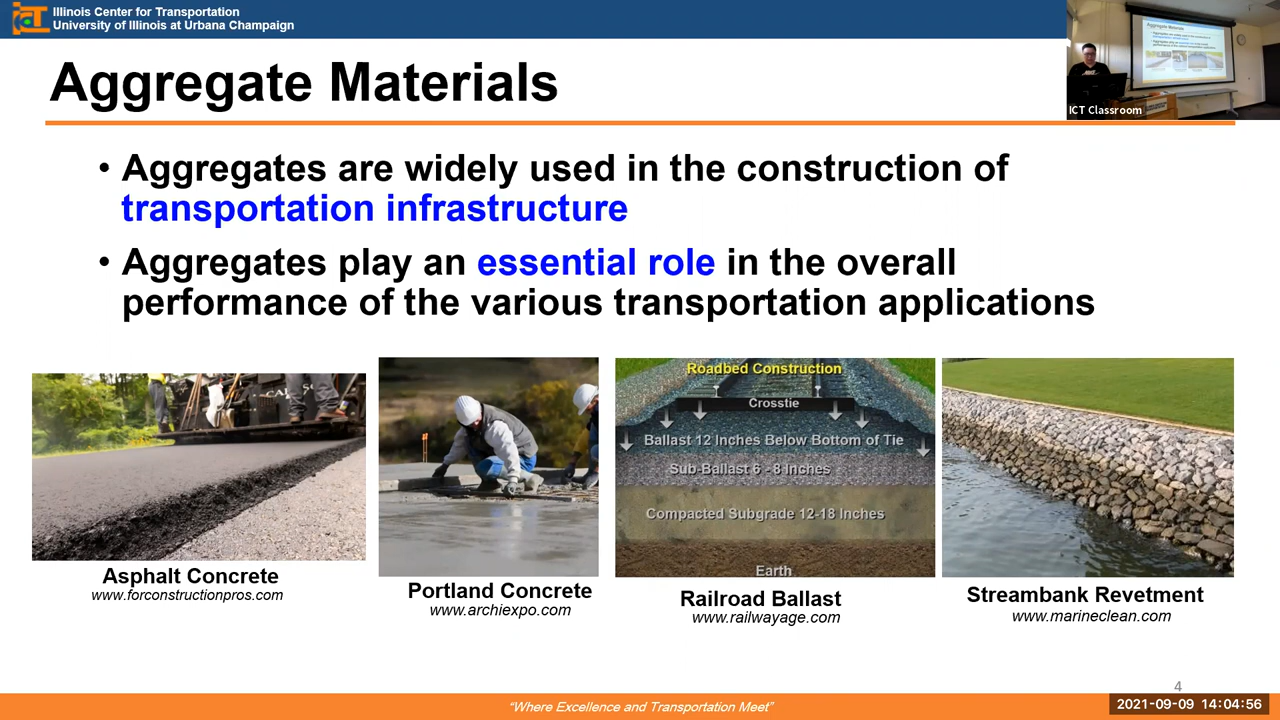 Illinois Center for Transportation
University of Illinois at Urbana Champaign
ICT Classroom
Aggregate Materials
• Aggregates are widely used in the construction of
transportation infrastructure
• Aggregates play an essential role in the overall
performance of the various transportation applications
Roadbed Construction
Crosstie
Ballast 12 Inches Below Bottom of Tie
Sub-Ballast 6 - 8 Inches
Compacted Subgrade 12-18 Inches
Earth
Asphalt Concrete
www.forconstructionpros.com
Portland Concrete
www.archiexpo.com
Railroad Ballast
www.railwayage.com
Streambank Revetment
www.marineclean.com
4
“Where Excellence and Transportation Meet”
2021-09-09 14:04:56